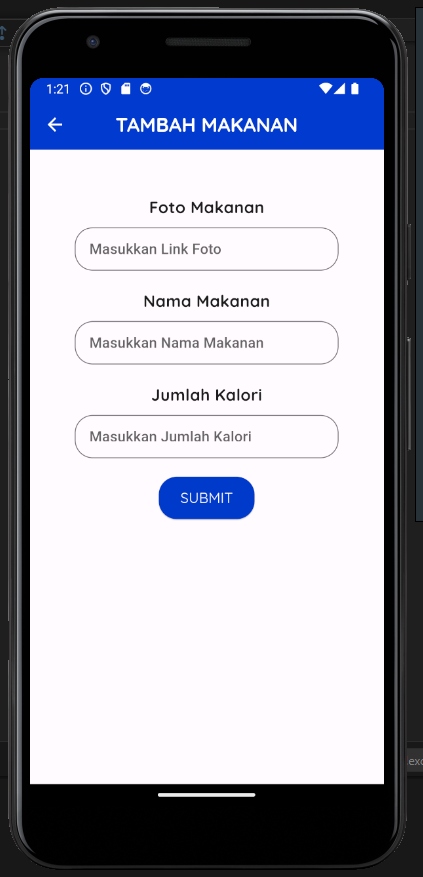 1:21
TAMBAH MAKANAN
Foto Makanan
Masukkan Link Foto
Nama Makanan
Masukkan Nama Makanan
Jumlah Kalori
Masukkan Jumlah Kalori
SUBMIT